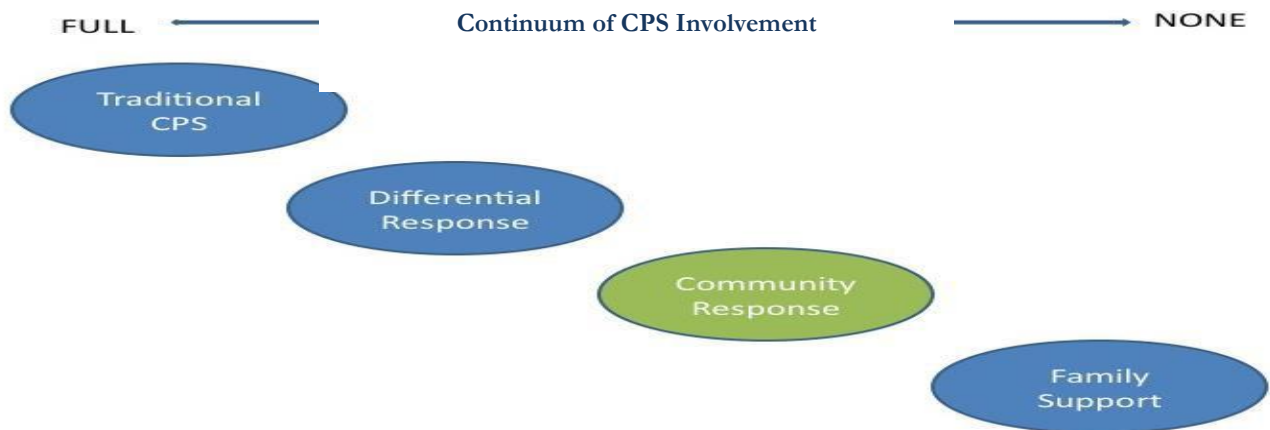 FULL Continuum of CPS Involvement NONE
Traditional
CPS
Differential
Response
Community
Response
Family
Support